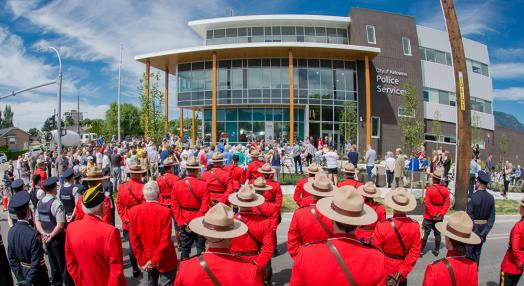 City of Kelowna
Police
Services